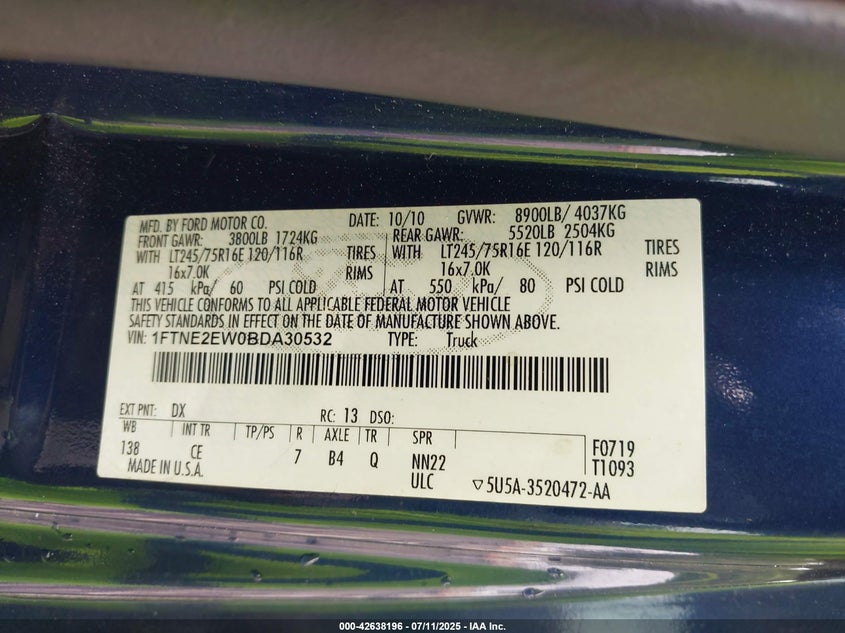 MFD. BY FORD MOTOR CO. DATE: 10/10 GVWR: 8900LB/ 4037KG
FRONT GAWR: 3800LB 1724KG REAR GAWR: 5520LB 2504KG
WITH LT245/75R16E 120/116R TIRES WITH LT245/75R16E 120/116R TIRES
16x7.0K RIMS 16x7.0K RIMS
AT 415 kPa/ 60 PSI COLD AT 550 kPa/ 80 PSI COLD
THIS VEHICLE CONFORMS TO ALL APPLICABLE FEDERAL MOTOR VEHICLE
SAFETY STANDARDS IN EFFECT ON THE DATE OF MANUFACTURE SHOWN ABOVE.
VIN: 1FTNE2EW0BDA30532 TYPE: Truck
EXT PNT: DX RC: 13 DSO:
WB INT TR TP/PS R AXLE TR SPR F0719
138 CE 7 B4 Q NN22 T1093
MADE IN U.S.A. ULC ▽5U5A-3520472-AA
000-42638196 - 07/11/2025 - IAA Inc.